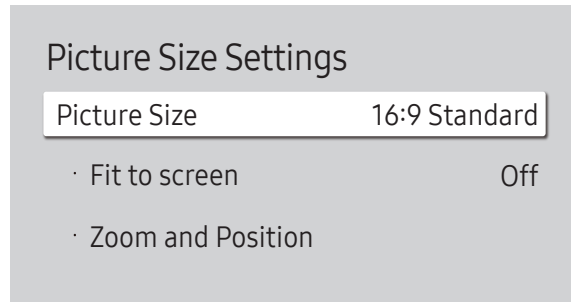 Picture Size Settings
Picture Size 16:9 Standard
· Fit to screen Off
· Zoom and Position